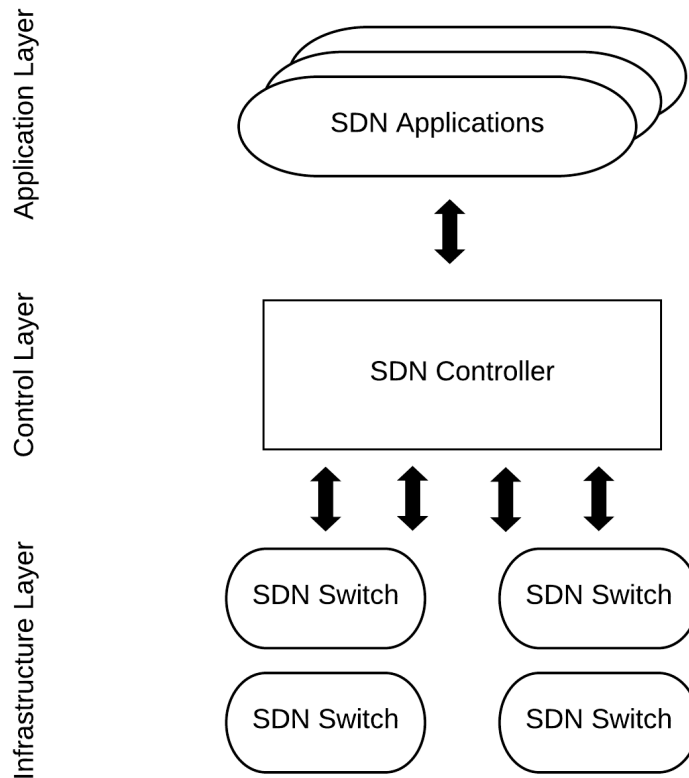 Application Layer
SDN Applications
Control Layer
SDN Controller
Infrastructure Layer
SDN Switch
SDN Switch
SDN Switch
SDN Switch